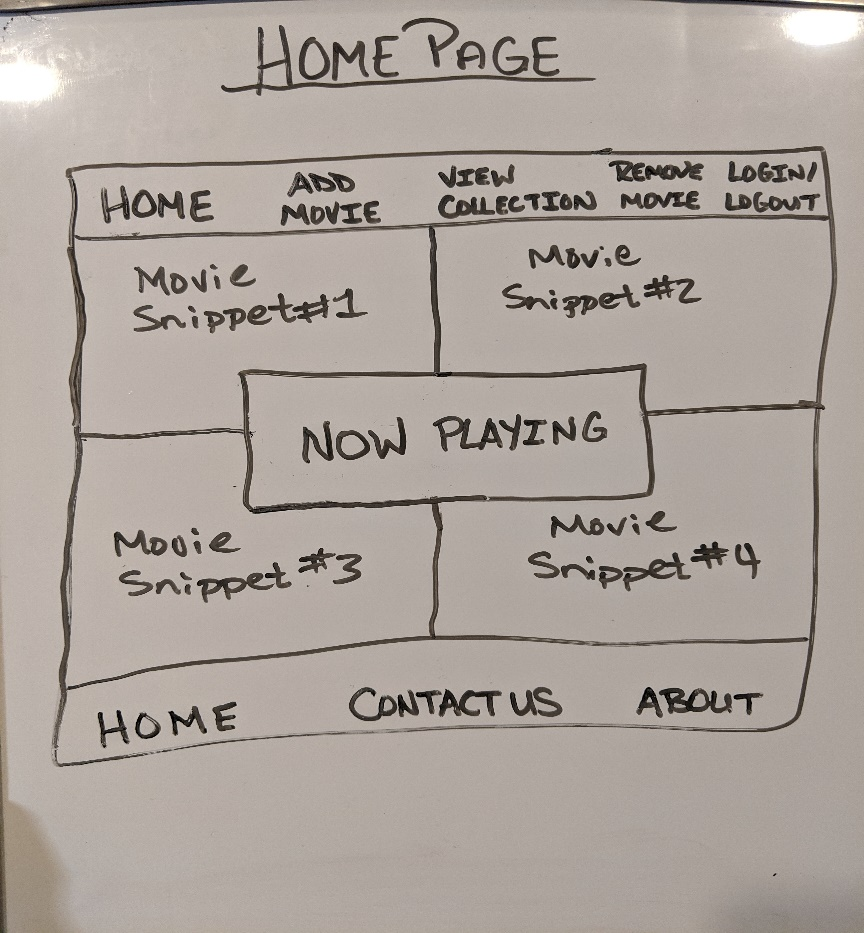 HOME PAGE
HOME
ADD
MOVIE
VIEW
COLLECTION
REMOVE
MOVIE
LOGIN/
LOGOUT
Movie
Snippet #1
Movie
Snippet #2
NOW PLAYING
Movie
Snippet #3
Movie
Snippet #4
HOME
CONTACT US
ABOUT